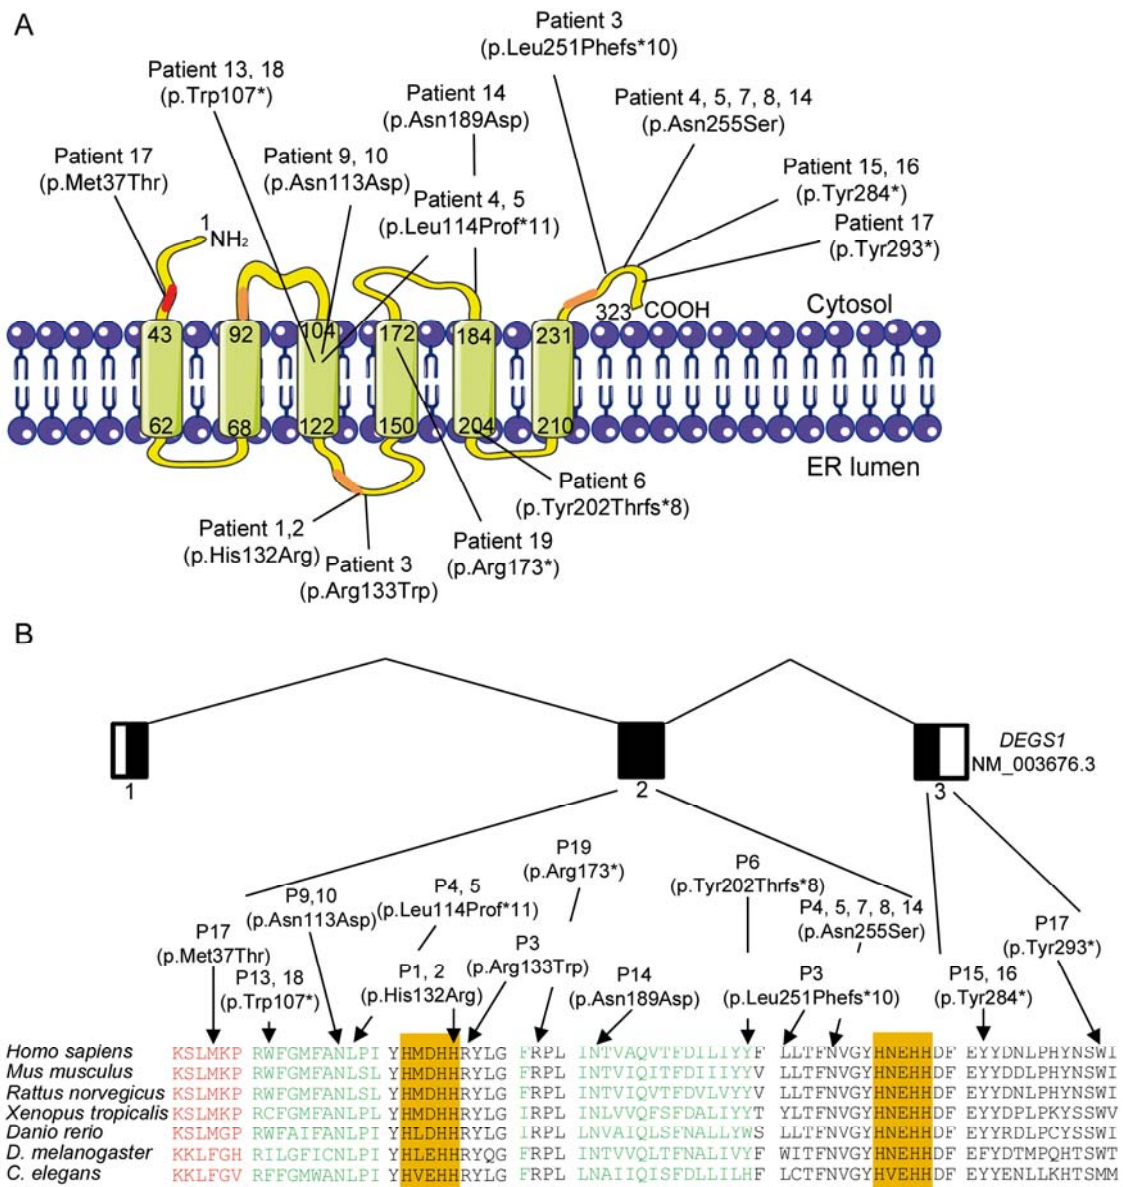 A
Patient 3
(p.Leu251Phefs*10)
Patient 13, 18
(p.Trp107*)
Patient 14
(p.Asn189Asp)
Patient 4, 5, 7, 8, 14
(p.Asn255Ser)
Patient 17
(p.Met37Thr)
Patient 9, 10
(p.Asn113Asp)
Patient 4, 5
(p.Leu114Prof*11)
Patient 15, 16
(p.Tyr284*)
Patient 17
(p.Tyr293*)
1
NH2
323 COOH
Cytosol
43 92 104 172 184 231
62 68 122 150 204 210
ER lumen
Patient 6
(p.Tyr202Thrfs*8)
Patient 1,2
(p.His132Arg)
Patient 3
(p.Arg133Trp)
Patient 19
(p.Arg173*)
B
DEGS1
NM_003676.3
1 2 3
P19
(p.Arg173*)
P6
(p.Tyr202Thrfs*8)
P9,10
(p.Asn113Asp)
P4, 5
(p.Leu114Prof*11)
P4, 5, 7, 8, 14
(p.Asn255Ser)
P17
(p.Met37Thr)
P3
(p.Arg133Trp)
P17
(p.Tyr293*)
P13, 18
(p.Trp107*)
P1, 2
(p.His132Arg)
P14
(p.Asn189Asp)
P3
(p.Leu251Phefs*10)
P15, 16
(p.Tyr284*)
Homo sapiens KSLMKP RWFGMFANLPI YHMDHHRYLG FRPL INTVAQVTFDILIYYF LLTFNVGYHNEHHDF EYYDNLPHYNSWI
Mus musculus KSLMKP RWFGMFANLSL YHMDHHRYLG FRPL INTVIQITFDIIIYYV LLTFNVGYHNEHHDF EYYDNLPHYNSWI
Rattus norvegicus KSLMKP RWFGMFANLSL YHMDHHRYLG FRPL INTVIQVTFDVLVYYV LLTFNVGYHNEHHDF EYYDNLPHYNSWI
Xenopus tropicalis KSLMKP RCFGMFANLPL YHMDHHRYLG IRPL INLVVQFSFDALIYYT YLTFNVGYHNEHHDF EYYDPLPKYSSWV
Danio rerio KSLMGP RWFAIFANLPI YHLDHHRYLG IRPL LNVAIQLSFNALLYWS LLTFNVGYHNEHHDF EYYRDLPCYSSWI
D. melanogaster KKLFGH RILGFICNLPI YHLEHHRYQG FRPL INAVVQLTFNALIVYF WITFNVGYHNEHHDF EFYDTMPQHTSWT
C. elegans KKLFGV RFFGMWANLPI YHVEHHRYLG FRPL LNAIIQISFDLLILHF LCTFNVGYHVEHHDF EYYENLLKHTSMM